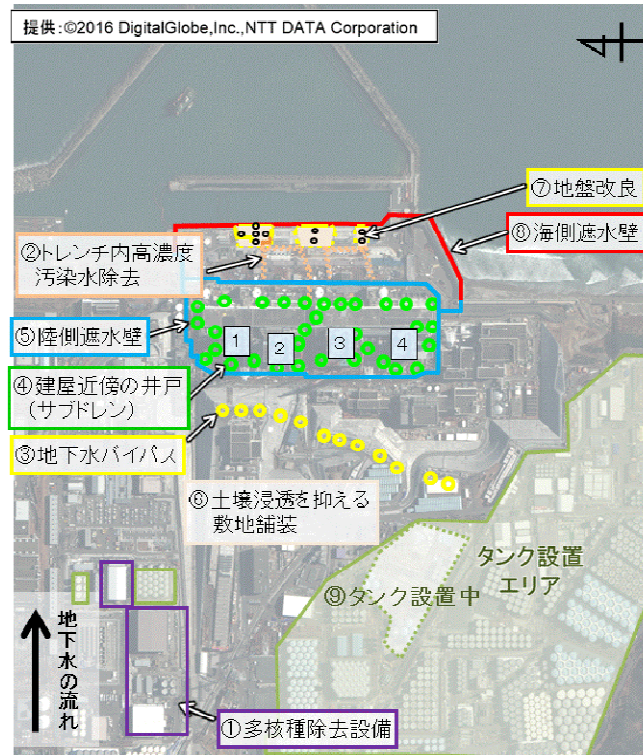 提供:©2016 DigitalGlobe,Inc.,NTT DATA Corporation
⑦地盤改良
⑧海側遮水壁
②トレンチ内高濃度
汚染水除去
⑤陸側遮水壁
1
2
3
4
④建屋近傍の井戸
(サブドレン)
③地下水バイパス
⑥土壌浸透を抑える
敷地舗装
タンク設置
エリア
⑨タンク設置中
地下水の流れ
①多核種除去設備